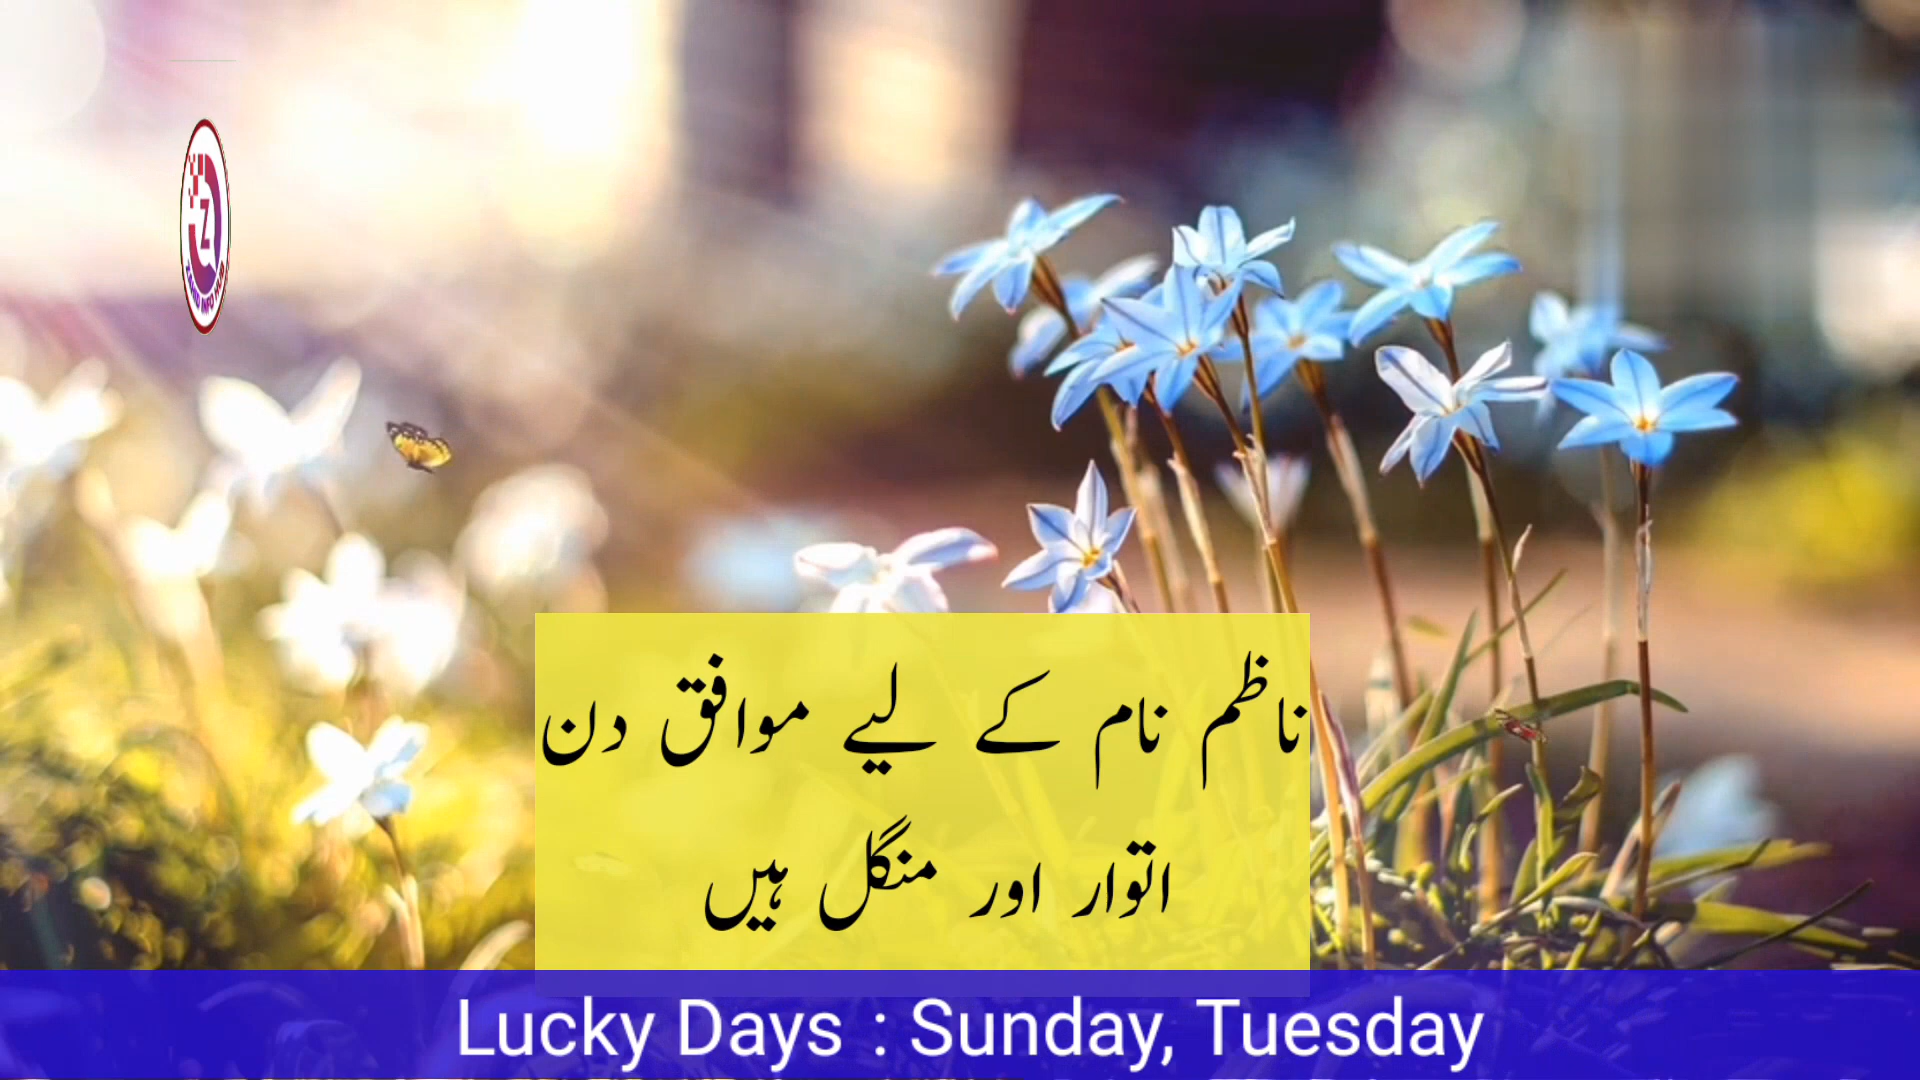 Z
ناظم نام کے لیے موافق دن
اتوار اور منگل ہیں
Lucky Days : Sunday, Tuesday